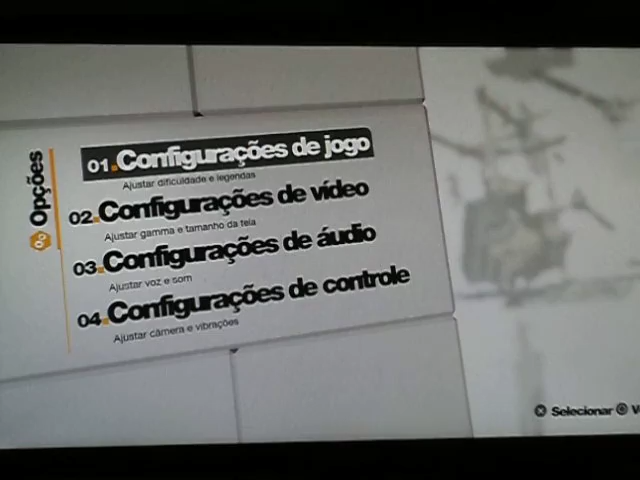 Opções
01.Configurações de jogo
Ajustar dificuldade e legendas
02.Configurações de vídeo
Ajustar gamma e tamanho da tela
03.Configurações de áudio
Ajustar voz e som
04.Configurações de controle
Ajustar câmera e vibrações
Selecionar